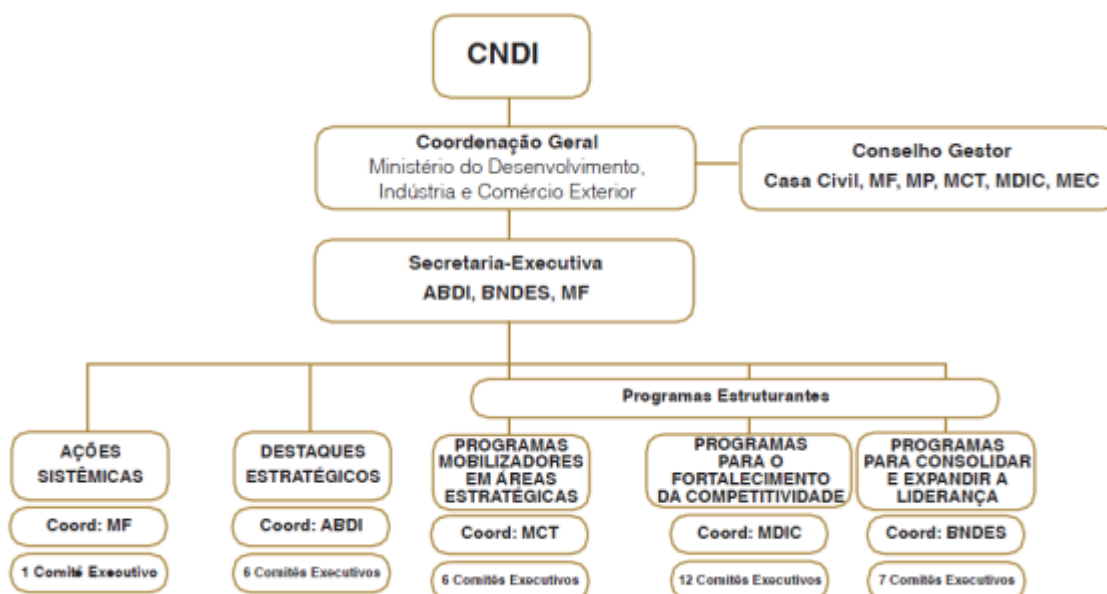 CNDI
Coordenação Geral
Ministério do Desenvolvimento,
Indústria e Comércio Exterior
Conselho Gestor
Casa Civil, MF, MP, MCT, MDIC, MEC
Secretaria-Executiva
ABDI, BNDES, MF
Programas Estruturantes
AÇÕES
SISTÊMICAS
Coord: MF
1 Comitê Executivo
DESTAQUES
ESTRATÉGICOS
Coord: ABDI
6 Comitês Executivos
PROGRAMAS
MOBILIZADORES
EM ÁREAS
ESTRATÉGICAS
Coord: MCT
6 Comitês Executivos
PROGRAMAS
PARA O
FORTALECIMENTO
DA COMPETITIVIDADE
Coord: MDIC
12 Comitês Executivos
PROGRAMAS
PARA CONSOLIDAR
E EXPANDIR A
LIDERANÇA
Coord: BNDES
7 Comitês Executivos